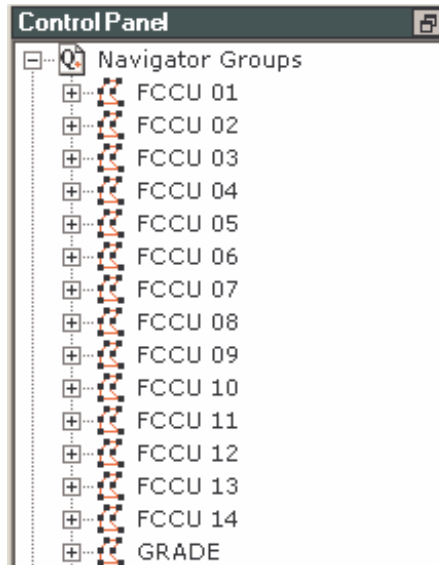 Control Panel
Navigator Groups
FCCU 01
FCCU 02
FCCU 03
FCCU 04
FCCU 05
FCCU 06
FCCU 07
FCCU 08
FCCU 09
FCCU 10
FCCU 11
FCCU 12
FCCU 13
FCCU 14
GRADE